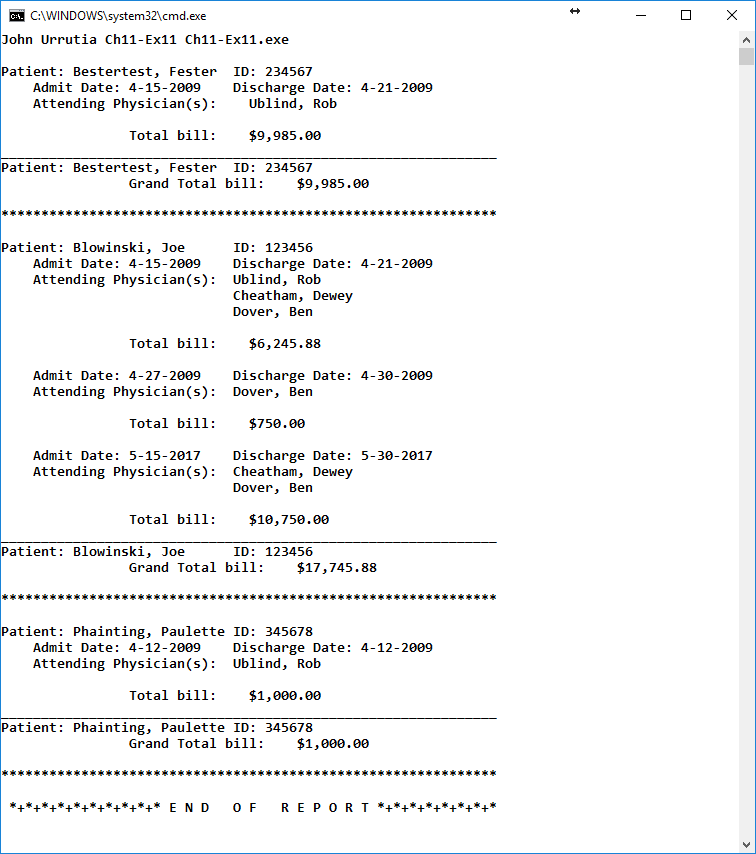 C:\WINDOWS\system32\cmd.exe
John Urrutia Ch11-Ex11 Ch11-Ex11.exe
Patient: Bestertest, Fester  ID: 234567
    Admit Date: 4-15-2009    Discharge Date: 4-21-2009
    Attending Physician(s):    Ublind, Rob
                Total bill:    $9,985.00
______________________________________________________________
Patient: Bestertest, Fester  ID: 234567
                Grand Total bill:    $9,985.00
**************************************************************
Patient: Blowinski, Joe      ID: 123456
    Admit Date: 4-15-2009    Discharge Date: 4-21-2009
    Attending Physician(s):  Ublind, Rob
                             Cheatham, Dewey
                             Dover, Ben
                Total bill:    $6,245.88
    Admit Date: 4-27-2009    Discharge Date: 4-30-2009
    Attending Physician(s):  Dover, Ben
                Total bill:    $750.00
    Admit Date: 5-15-2017    Discharge Date: 5-30-2017
    Attending Physician(s):  Cheatham, Dewey
                             Dover, Ben
                Total bill:    $10,750.00
______________________________________________________________
Patient: Blowinski, Joe      ID: 123456
                Grand Total bill:    $17,745.88
**************************************************************
Patient: Phainting, Paulette ID: 345678
    Admit Date: 4-12-2009    Discharge Date: 4-12-2009
    Attending Physician(s):  Ublind, Rob
                Total bill:    $1,000.00
______________________________________________________________
Patient: Phainting, Paulette ID: 345678
                Grand Total bill:    $1,000.00
**************************************************************
 *+*+*+*+*+*+*+*+*+* E N D   O F   R E P O R T *+*+*+*+*+*+*+*